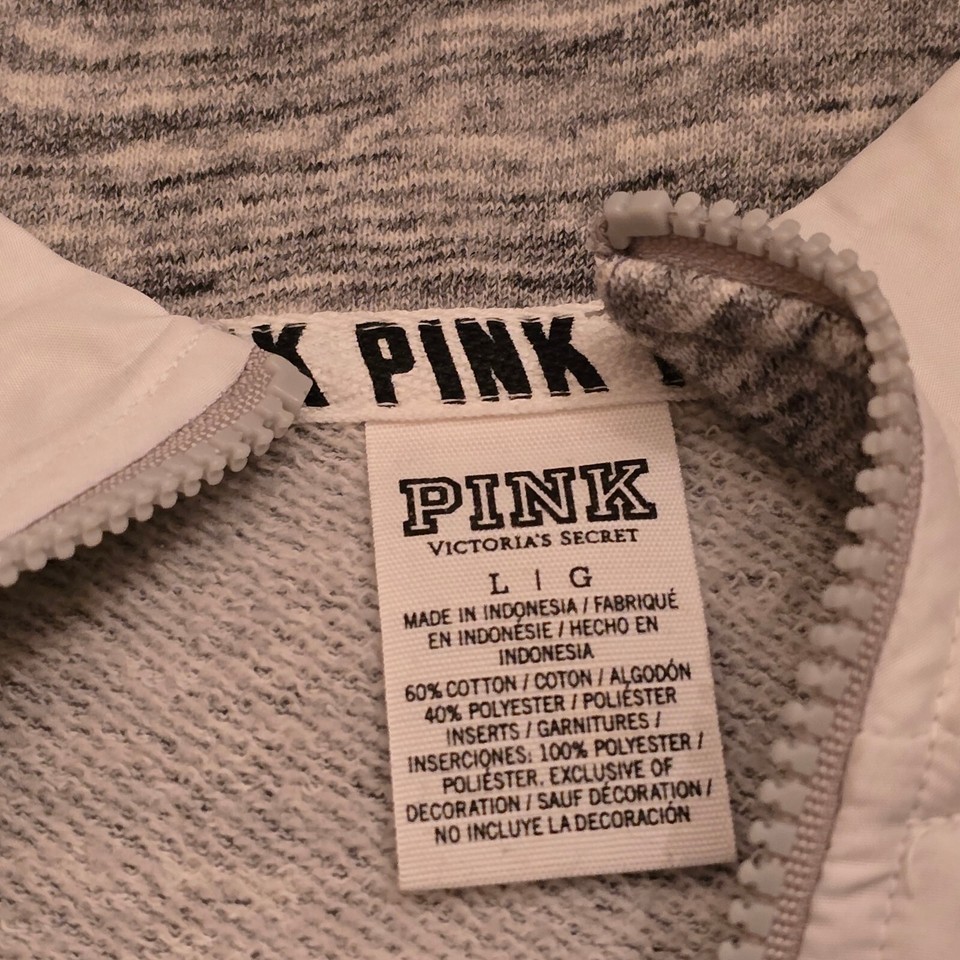 K PINK
PINK
VICTORIA'S SECRET
L | G
MADE IN INDONESIA / FABRIQUÉ
EN INDONÉSIE / HECHO EN
INDONESIA
60% COTTON / COTON / ALGODÓN
40% POLYESTER / POLIÉSTER
INSERTS / GARNITURES /
INSERCIONES: 100% POLYESTER /
POLIÉSTER. EXCLUSIVE OF
DECORATION / SAUF DÉCORATION /
NO INCLUYE LA DECORACIÓN